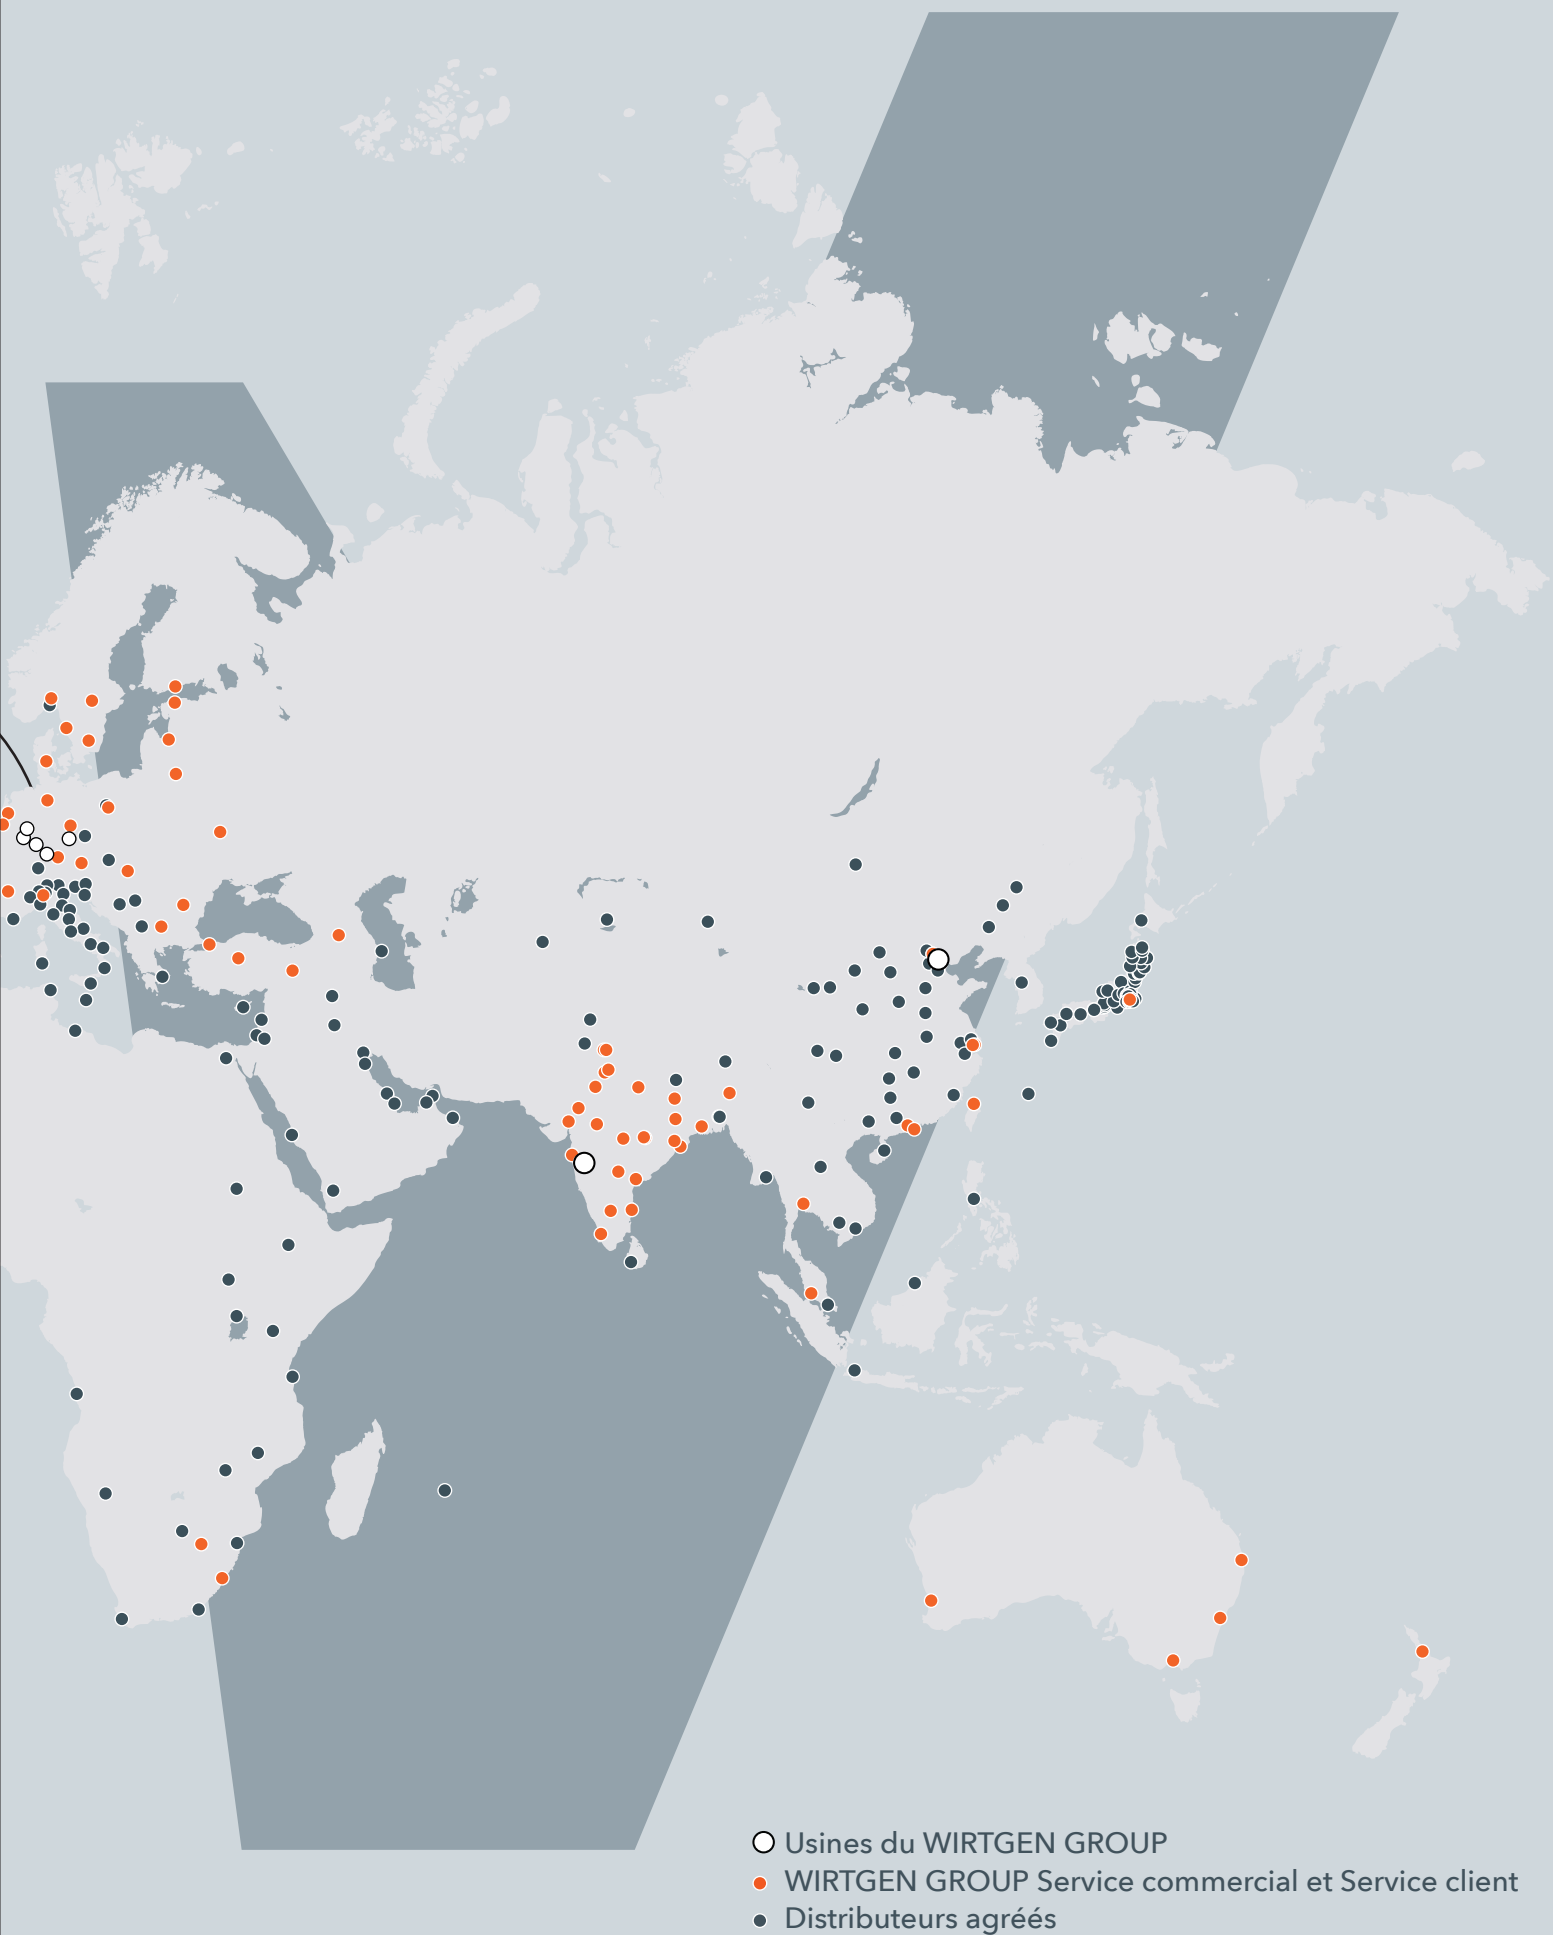 Usines du WIRTGEN GROUP
WIRTGEN GROUP Service commercial et Service client
Distributeurs agréés